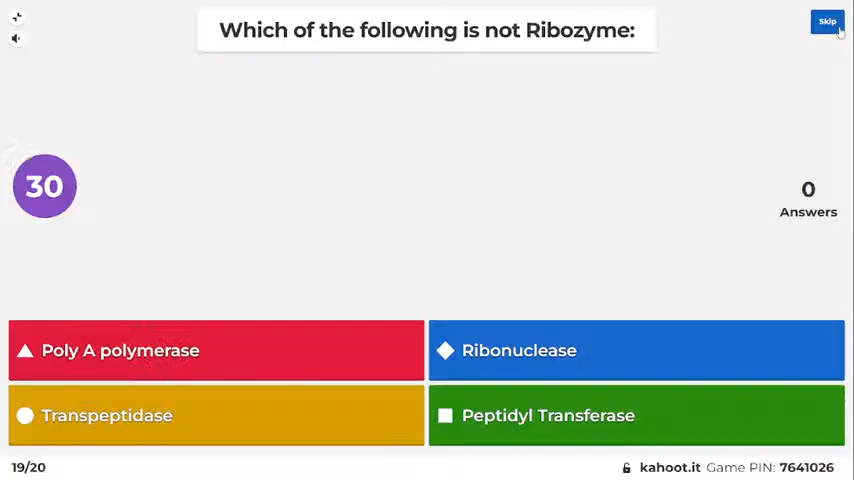 Which of the following is not Ribozyme:
Skip
30
0
Answers
Poly A polymerase
Ribonuclease
Transpeptidase
Peptidyl Transferase
19/20
kahoot.it Game PIN: 7641026